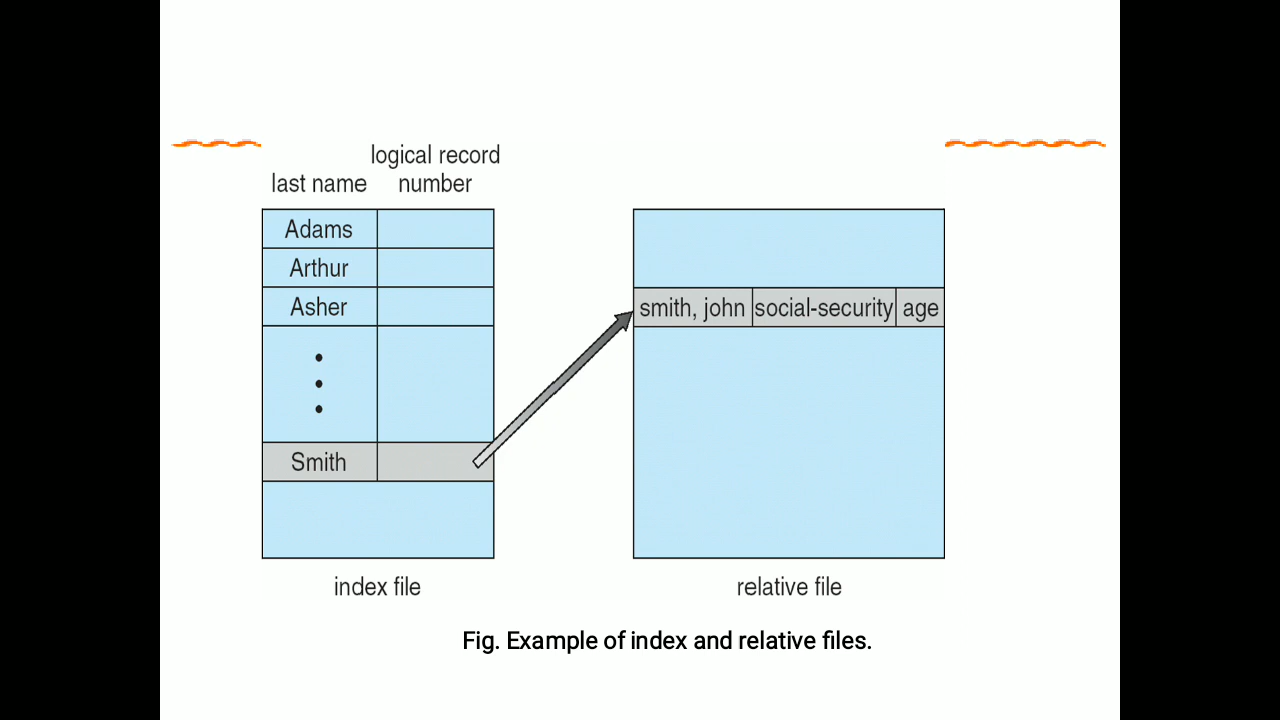 logical record
last name number
Adams
Arthur
Asher
smith, john social-security age
Smith
index file relative file
Fig. Example of index and relative files.